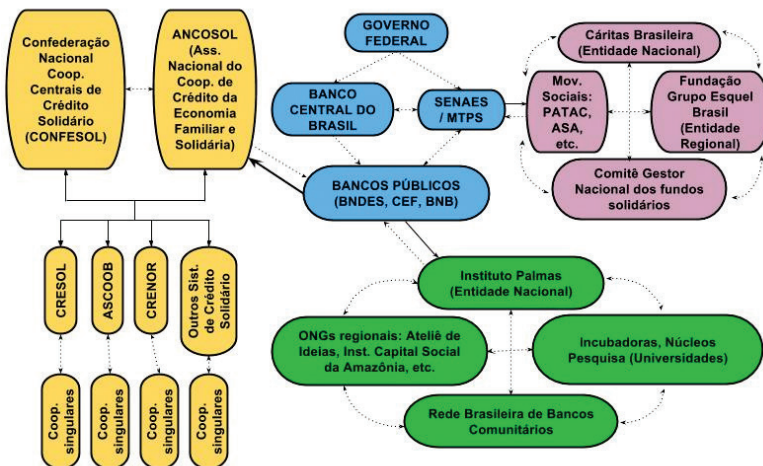 Confederação
Nacional
Coop.
Centrais de
Crédito
Solidário
(CONFESOL)
ANCOSOL
(Ass.
Nacional do
Coop. de
Crédito da
Economia
Familiar e
Solidária)
GOVERNO
FEDERAL
BANCO
CENTRAL DO
BRASIL
SENAES
/ MTPS
BANCOS PÚBLICOS
(BNDES, CEF, BNB)
Cáritas Brasileira
(Entidade Nacional)
Mov.
Sociais:
PATAC,
ASA,
etc.
Fundação
Grupo Esquel
Brasil
(Entidade
Regional)
Comitê Gestor
Nacional dos fundos
solidários
CRESOL
ASCOOB
CRENOR
Outros Sist.
de Crédito
Solidário
Coop.
singulares
Coop.
singulares
Coop.
singulares
Coop.
singulares
Instituto Palmas
(Entidade Nacional)
ONGs regionais: Ateliê de
Ideias, Inst. Capital Social
da Amazônia, etc.
Incubadoras, Núcleos
Pesquisa (Universidades)
Rede Brasileira de Bancos
Comunitários